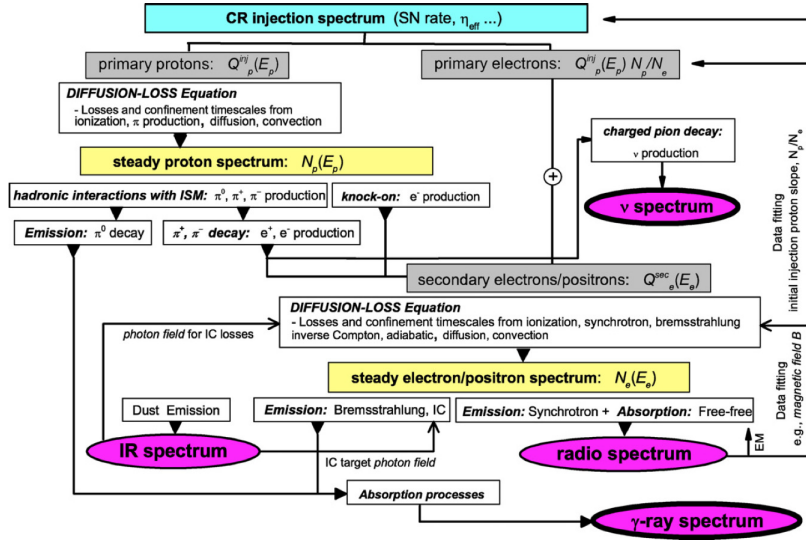 CR injection spectrum (SN rate, η_eff ...)
primary protons: Q^inj_p(E_p)
primary electrons: Q^inj_p(E_p) N_p/N_e
DIFFUSION-LOSS Equation
- Losses and confinement timescales from
ionization, π production, diffusion, convection
charged pion decay:
ν production
steady proton spectrum: N_p(E_p)
hadronic interactions with ISM: π⁰, π⁺, π⁻ production
knock-on: e⁻ production
+
ν spectrum
Emission: π⁰ decay
π⁺, π⁻ decay: e⁺, e⁻ production
Data fitting
initial injection proton slope, N_p/N_e
secondary electrons/positrons: Q^sec_e(E_e)
DIFFUSION-LOSS Equation
- Losses and confinement timescales from ionization, synchrotron, bremsstrahlung
inverse Compton, adiabatic, diffusion, convection
photon field for IC losses
steady electron/positron spectrum: N_e(E_e)
Data fitting
e.g., magnetic field B
Dust Emission
Emission: Bremsstrahlung, IC
Emission: Synchrotron + Absorption: Free-free
IR spectrum
radio spectrum
EM
IC target photon field
Absorption processes
γ-ray spectrum